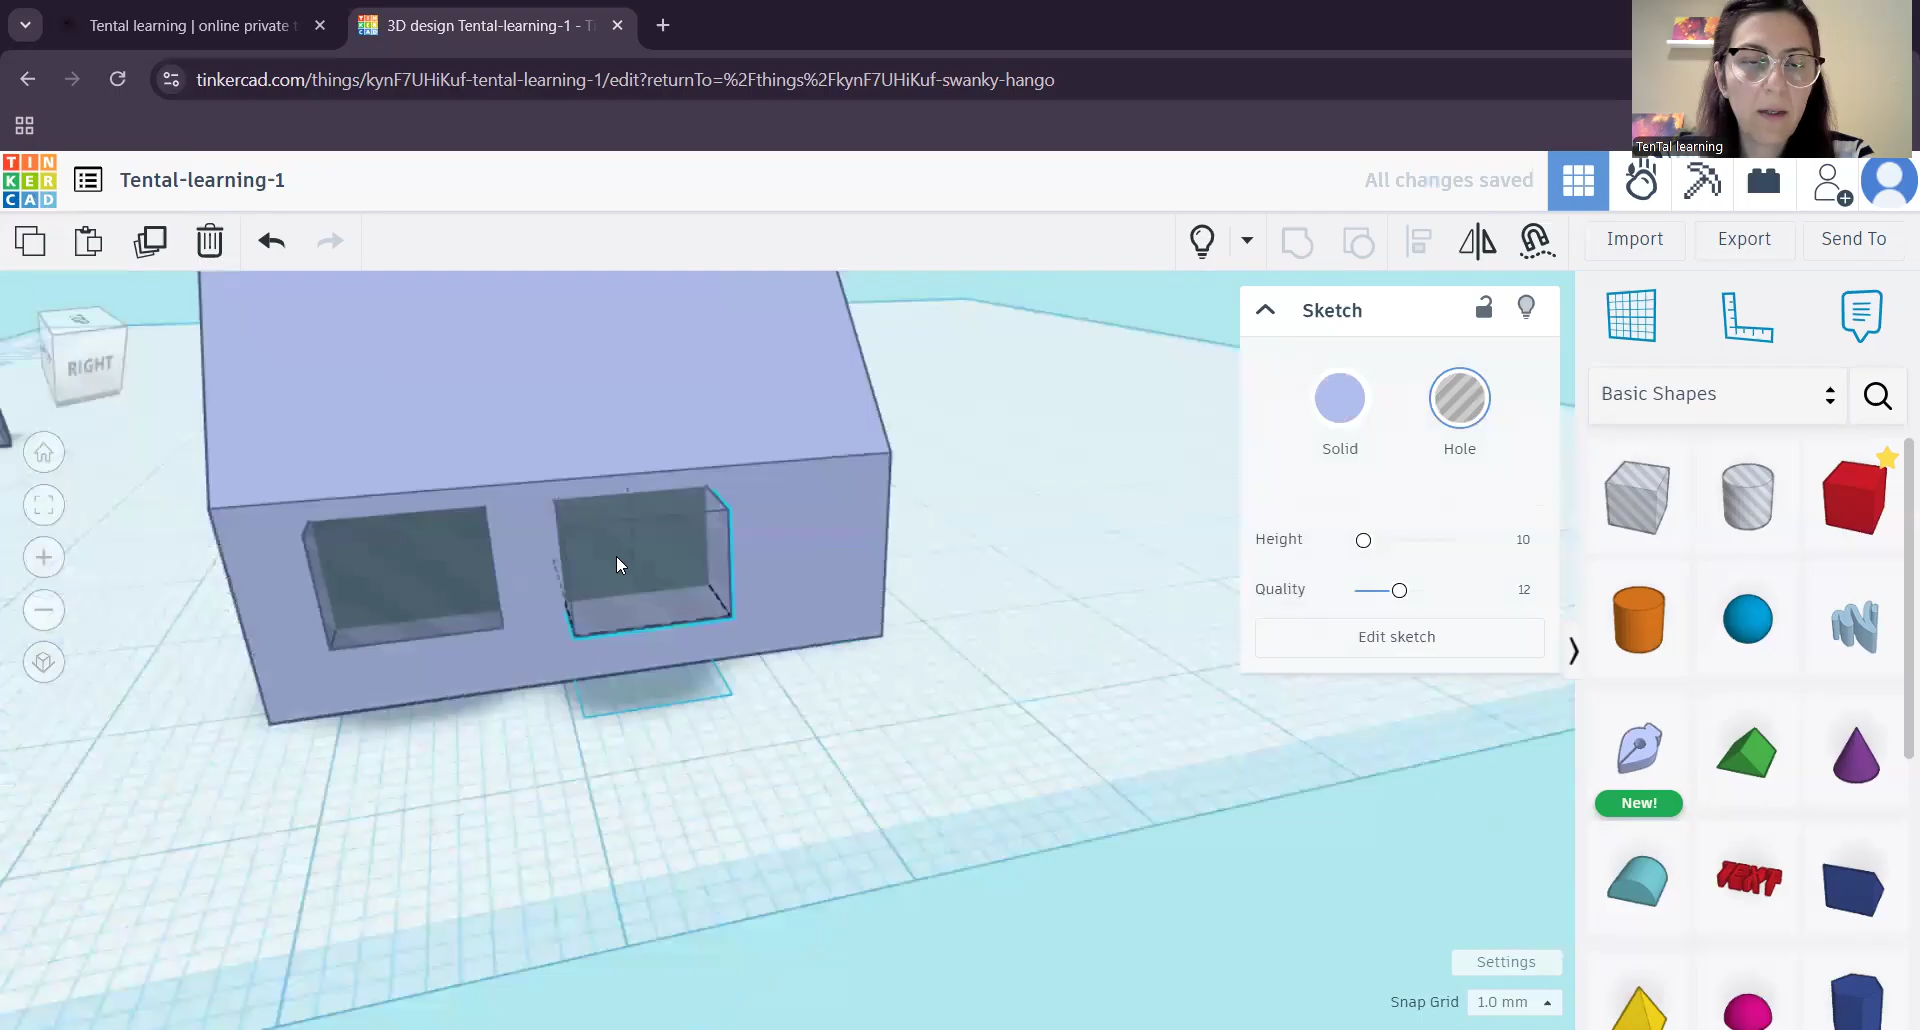 Tental learning | online private t
3D design Tental-learning-1 - Ti
tinkercad.com/things/kynF7UHiKuf-tental-learning-1/edit?returnTo=%2Fthings%2FkynF7UHiKuf-swanky-hango
TenTal learning
TIN
KER
CAD
Tental-learning-1
All changes saved
Import
Export
Send To
RIGHT
Sketch
Solid
Hole
Height
10
Quality
12
Edit sketch
Basic Shapes
New!
TEXT
Settings
Snap Grid
1.0 mm